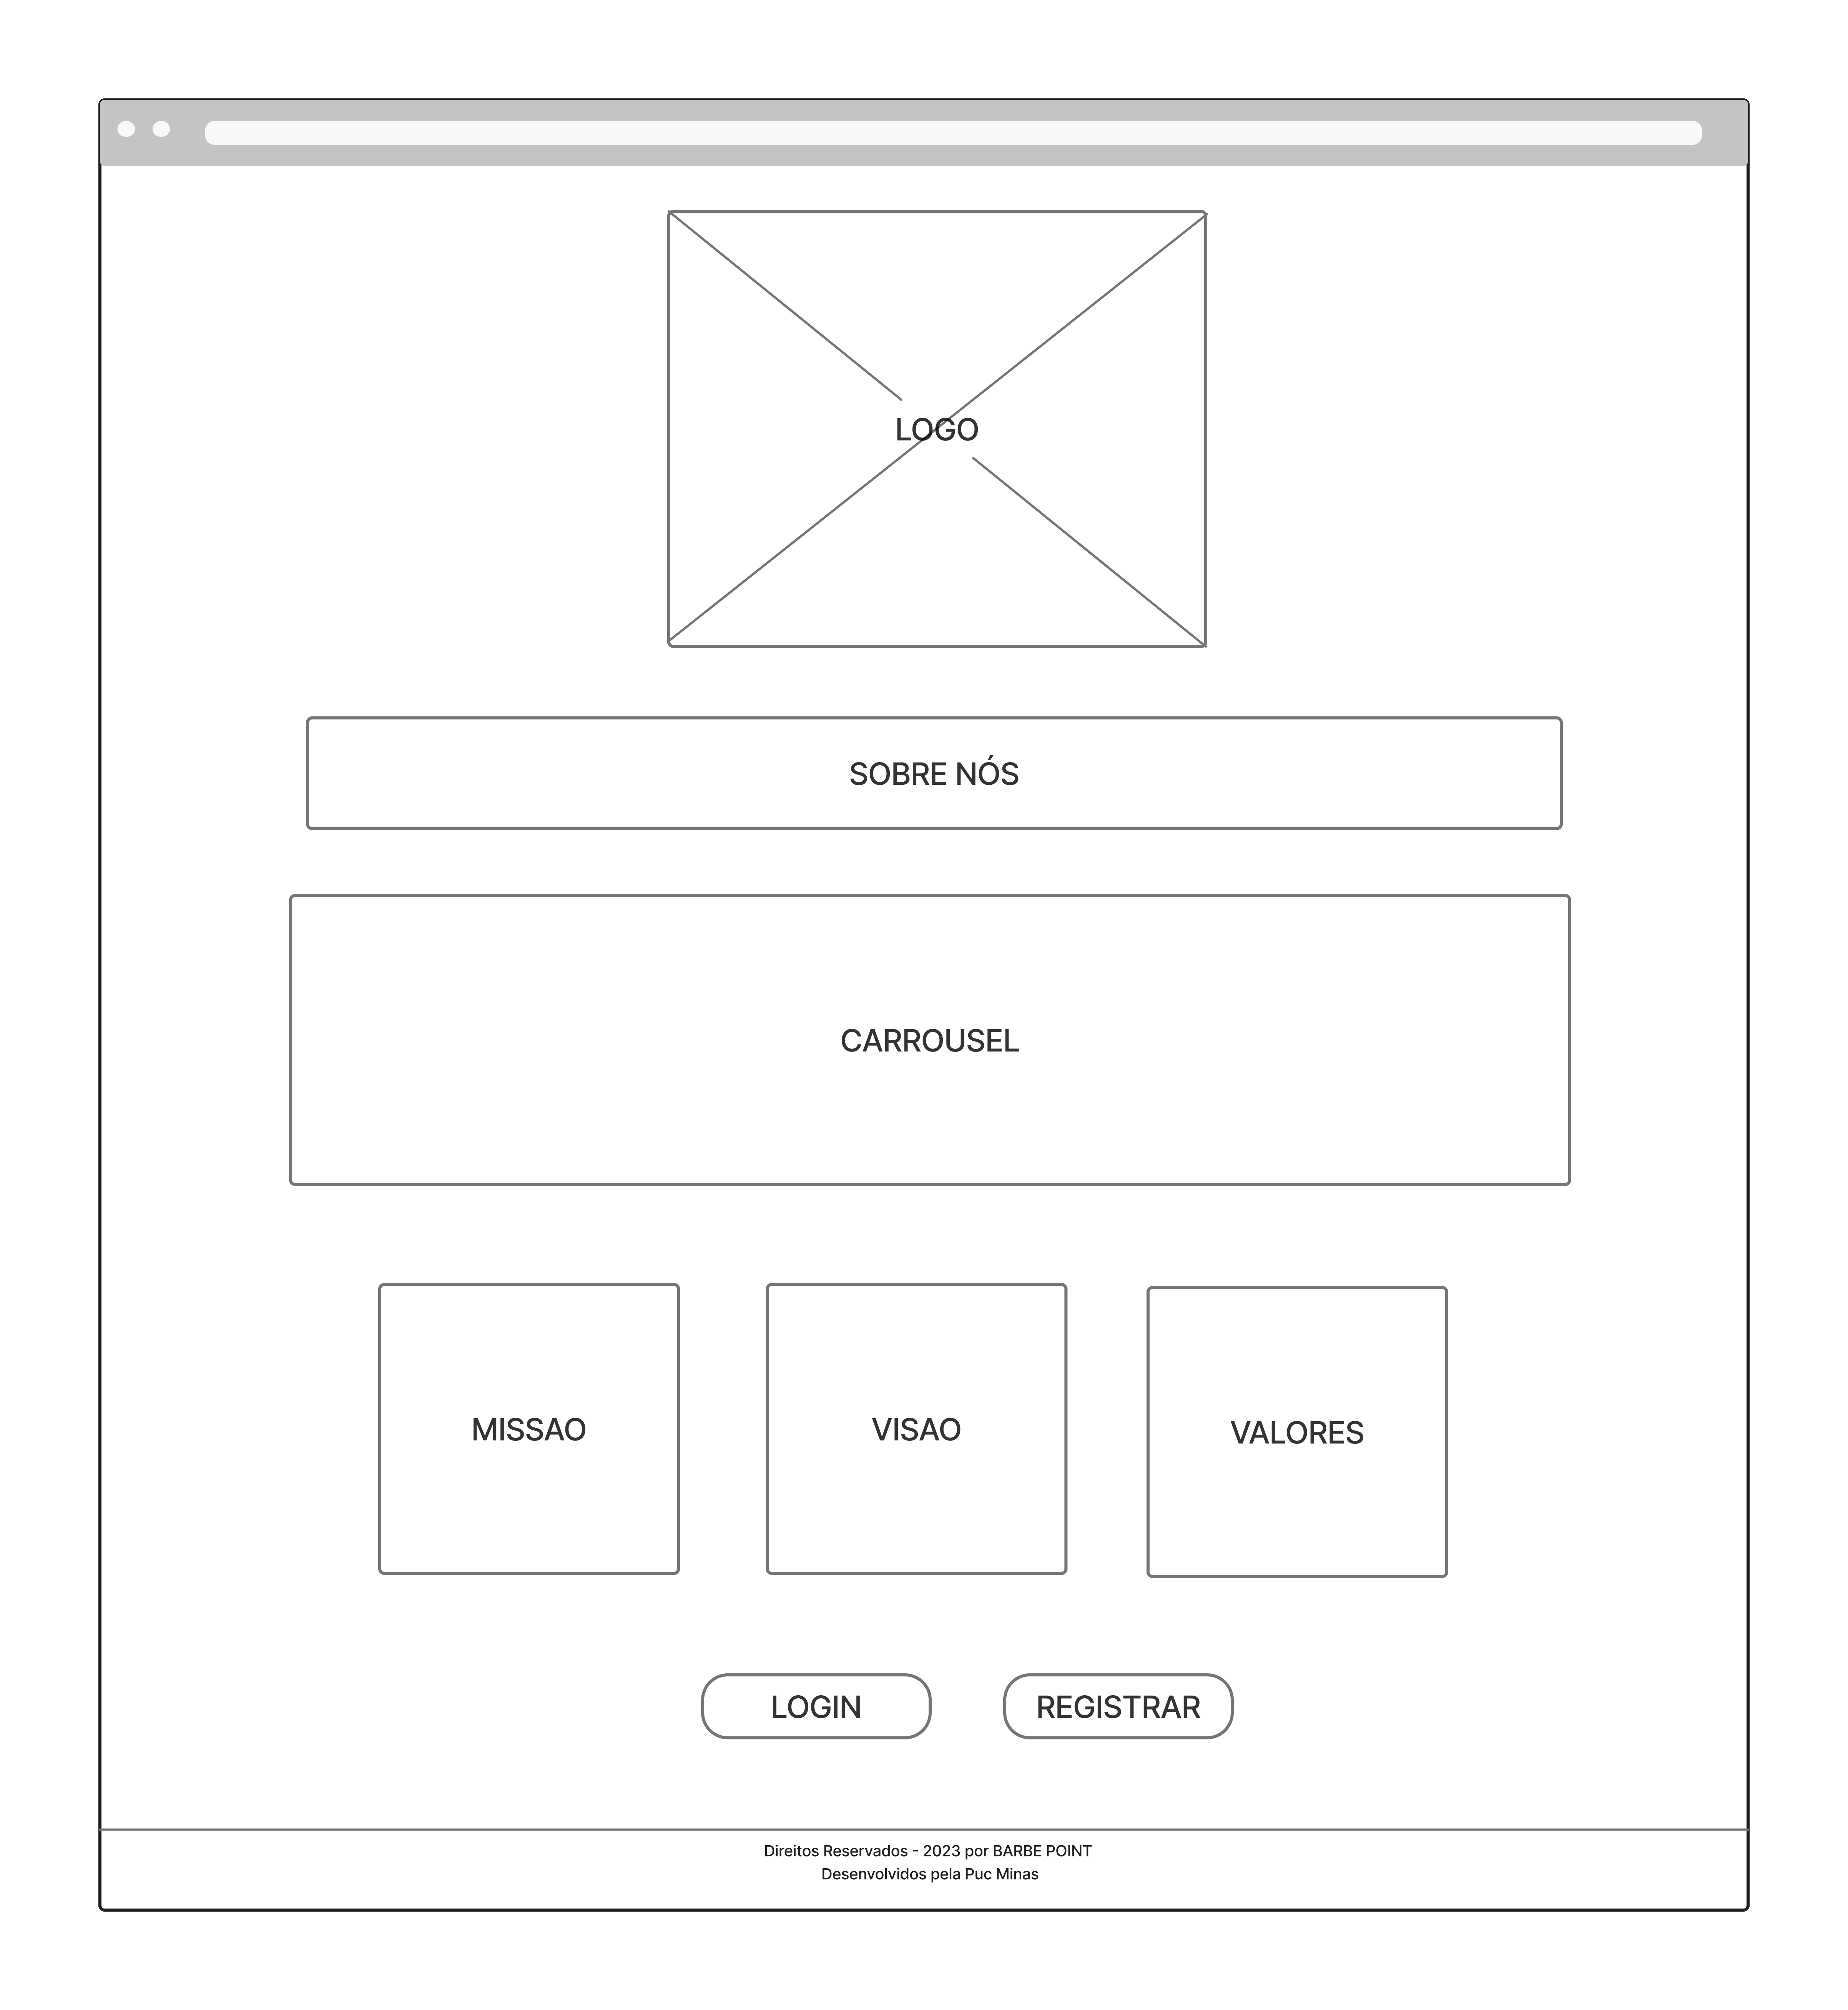 LOGO
SOBRE NÓS
CARROUSEL
MISSAO
VISAO
VALORES
LOGIN
REGISTRAR
Direitos Reservados - 2023 por BARBE POINT
Desenvolvidos pela Puc Minas